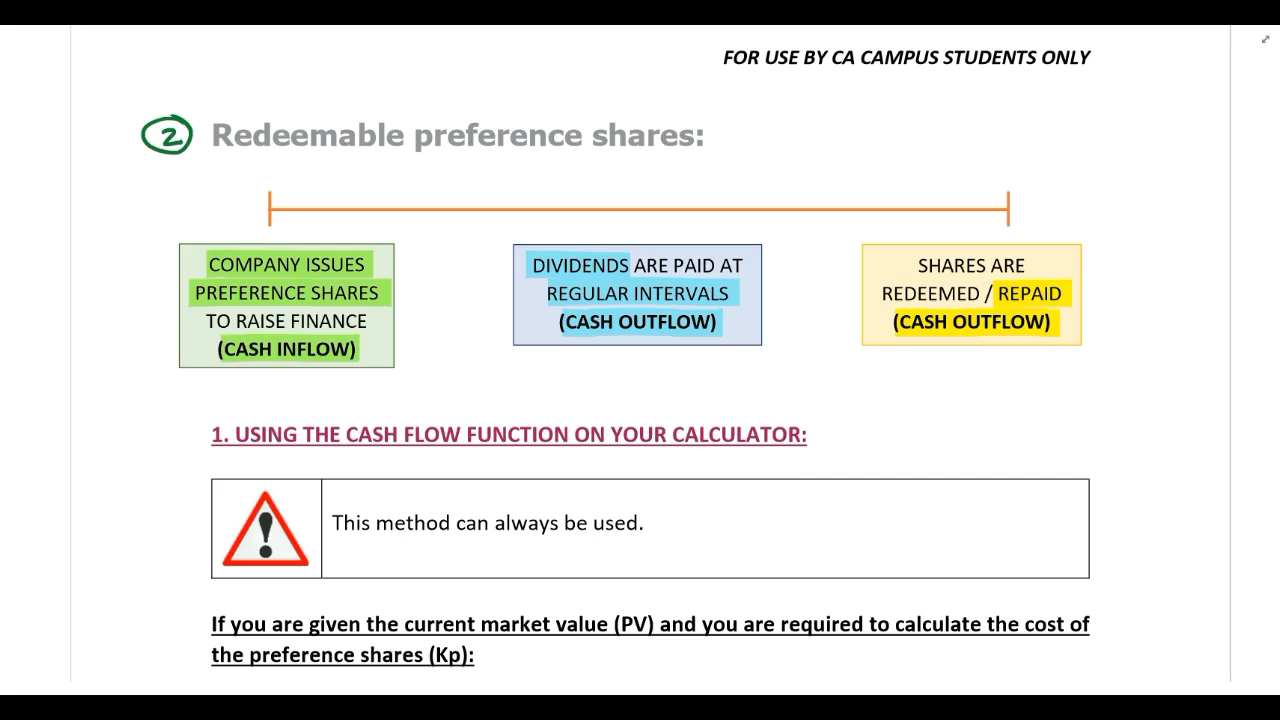 FOR USE BY CA CAMPUS STUDENTS ONLY
2 Redeemable preference shares:
COMPANY ISSUES
PREFERENCE SHARES
TO RAISE FINANCE
(CASH INFLOW)
DIVIDENDS ARE PAID AT
REGULAR INTERVALS
(CASH OUTFLOW)
SHARES ARE
REDEEMED / REPAID
(CASH OUTFLOW)
1. USING THE CASH FLOW FUNCTION ON YOUR CALCULATOR:
!
This method can always be used.
If you are given the current market value (PV) and you are required to calculate the cost of
the preference shares (Kp):